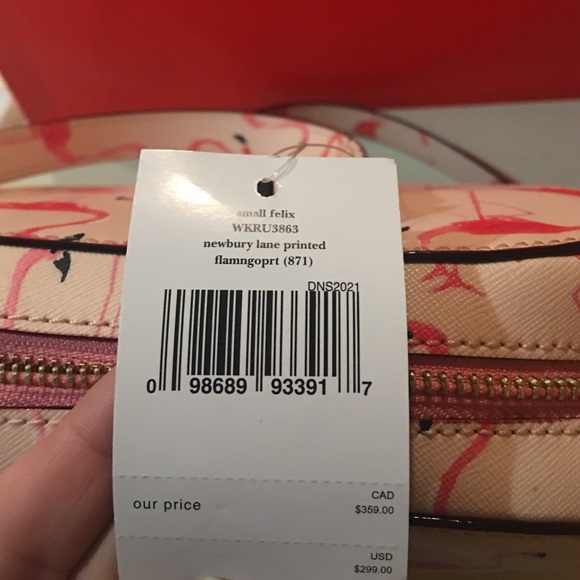 small felix
WKRU3863
newbury lane printed
flamngoprt (871)
DNS2021
0 98689 93391 7
our price
CAD
$359.00
USD
$299.00